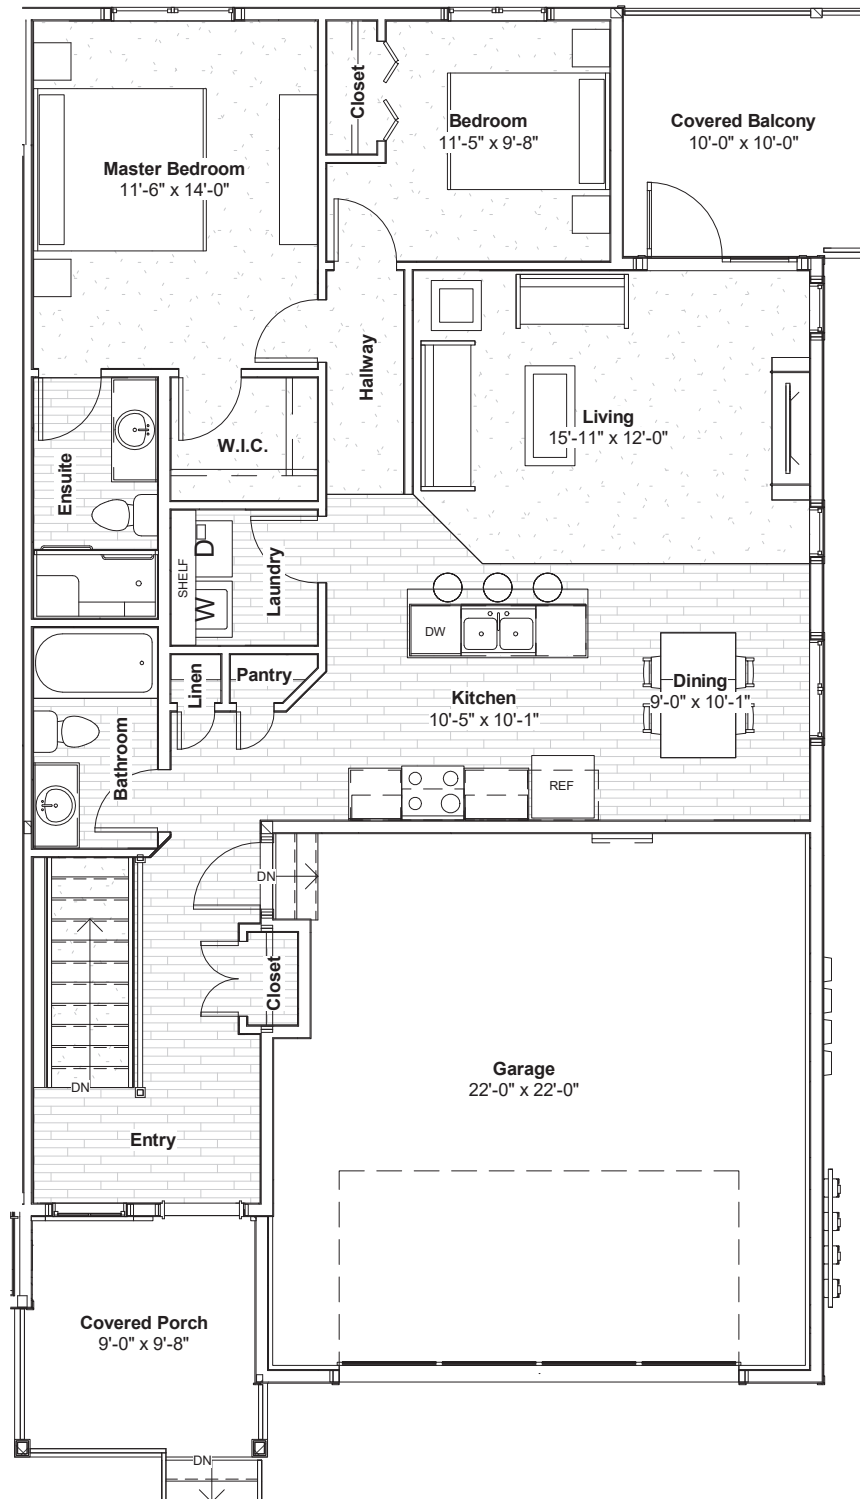 Closet
Bedroom
11'-5" x 9'-8"
Covered Balcony
10'-0" x 10'-0"
Master Bedroom
11'-6" x 14'-0"
Hallway
Living
15'-11" x 12'-0"
W.I.C.
Ensuite
SHELF
D
W
Laundry
DW
Linen
Pantry
Kitchen
10'-5" x 10'-1"
Dining
9'-0" x 10'-1"
Bathroom
REF
DN
Closet
Garage
22'-0" x 22'-0"
DN
Entry
Covered Porch
9'-0" x 9'-8"
DN